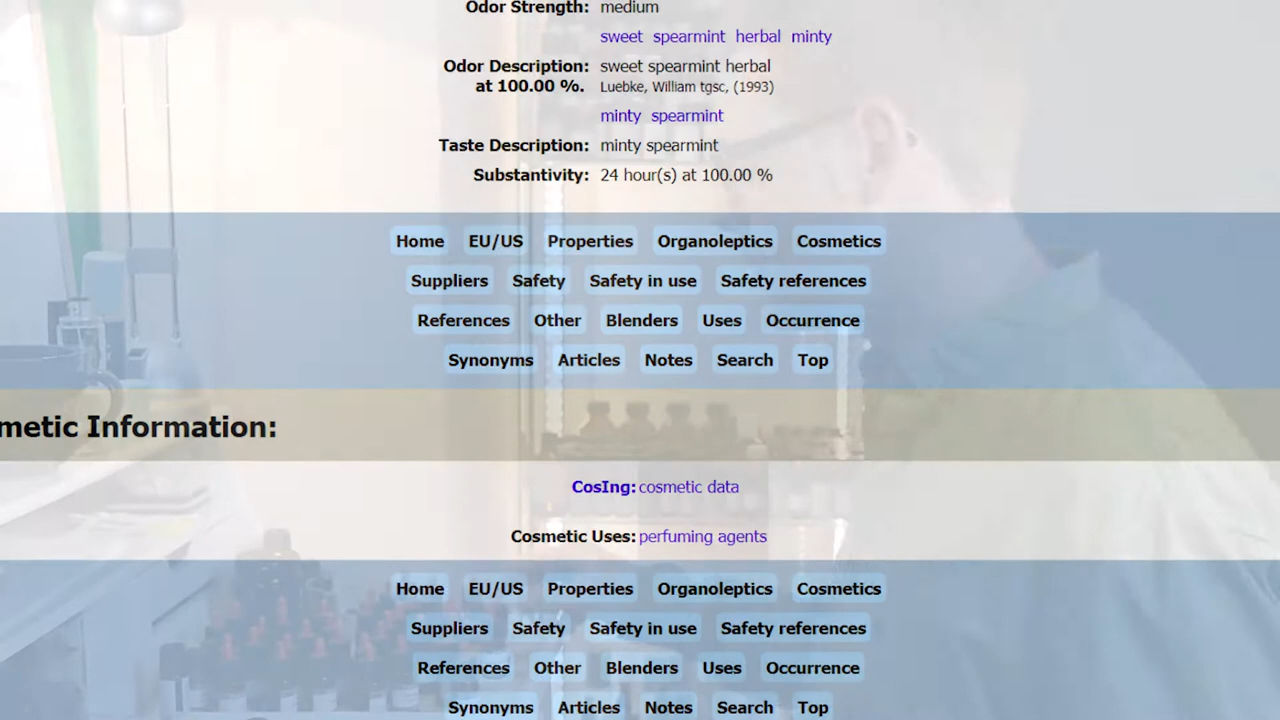 Odor Strength: medium
sweet spearmint herbal minty
Odor Description: sweet spearmint herbal
at 100.00 %. Luebke, William tgsc, (1993)
minty spearmint
Taste Description: minty spearmint
Substantivity: 24 hour(s) at 100.00 %
Home EU/US Properties Organoleptics Cosmetics
Suppliers Safety Safety in use Safety references
References Other Blenders Uses Occurrence
Synonyms Articles Notes Search Top
metic Information:
CosIng: cosmetic data
Cosmetic Uses: perfuming agents
Home EU/US Properties Organoleptics Cosmetics
Suppliers Safety Safety in use Safety references
References Other Blenders Uses Occurrence
Synonyms Articles Notes Search Top